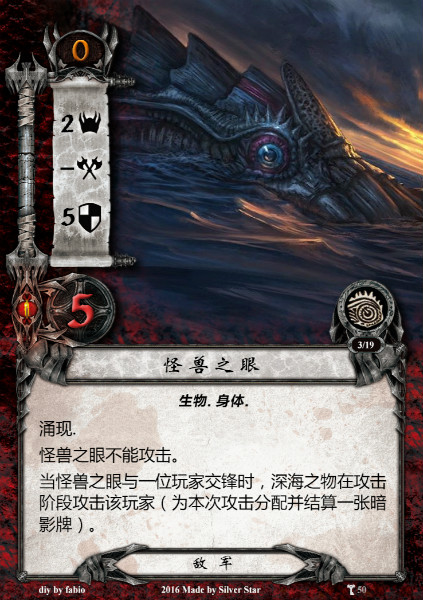 0
2
–
5
5
3/19
怪兽之眼
生物. 身体.
涌现.
怪兽之眼不能攻击。
当怪兽之眼与一位玩家交锋时，深海之物在攻击
阶段攻击该玩家（为本次攻击分配并结算一张暗
影牌）。
敌 军
diy by fabio
2016 Made by Silver Star
50